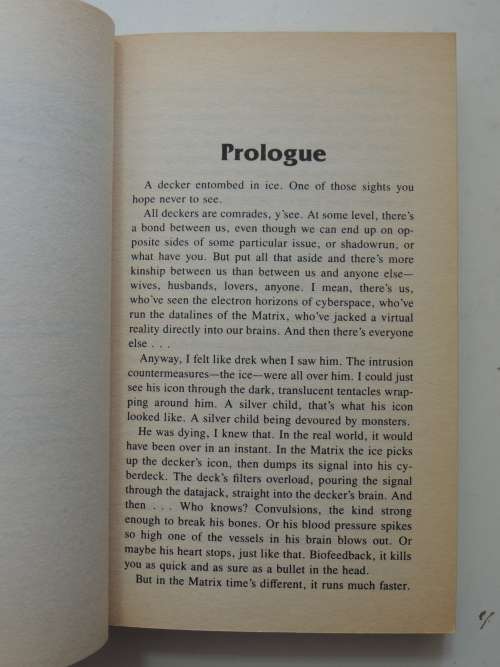 Prologue
A decker entombed in ice. One of those sights you
hope never to see.
All deckers are comrades, y'see. At some level, there's
a bond between us, even though we can end up on op-
posite sides of some particular issue, or shadowrun, or
what have you. But put all that aside and there's more
kinship between us than between us and anyone else—
wives, husbands, lovers, anyone. I mean, there's us,
who've seen the electron horizons of cyberspace, who've
run the datalines of the Matrix, who've jacked a virtual
reality directly into our brains. And then there's everyone
else . . .
Anyway, I felt like drek when I saw him. The intrusion
countermeasures—the ice—were all over him. I could just
see his icon through the dark, translucent tentacles wrap-
ping around him. A silver child, that's what his icon
looked like. A silver child being devoured by monsters.
He was dying, I knew that. In the real world, it would
have been over in an instant. In the Matrix the ice picks
up the decker's icon, then dumps its signal into his cy-
berdeck. The deck's filters overload, pouring the signal
through the datajack, straight into the decker's brain. And
then . . . Who knows? Convulsions, the kind strong
enough to break his bones. Or his blood pressure spikes
so high one of the vessels in his brain blows out. Or
maybe his heart stops, just like that. Biofeedback, it kills
you as quick and as sure as a bullet in the head.
But in the Matrix time's different, it runs much faster.